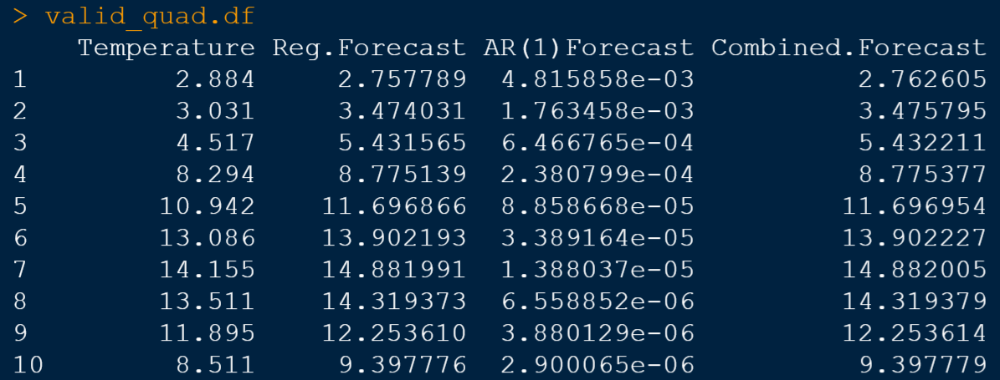 > valid_quad.df
Temperature Reg.Forecast AR(1)Forecast Combined.Forecast
1 2.884 2.757789 4.815858e-03 2.762605
2 3.031 3.474031 1.763458e-03 3.475795
3 4.517 5.431565 6.466765e-04 5.432211
4 8.294 8.775139 2.380799e-04 8.775377
5 10.942 11.696866 8.858668e-05 11.696954
6 13.086 13.902193 3.389164e-05 13.902227
7 14.155 14.881991 1.388037e-05 14.882005
8 13.511 14.319373 6.558852e-06 14.319379
9 11.895 12.253610 3.880129e-06 12.253614
10 8.511 9.397776 2.900065e-06 9.397779